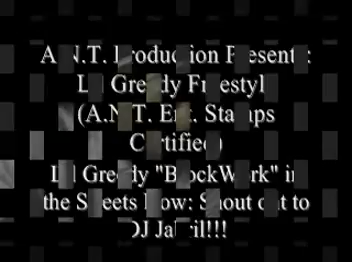 A.N.T. Production Presents:
Lil Greedy Freestyle
(A.N.T. Ent. Stamps
Certified)
Lil Greedy "BlockWork" in
the Streets Now: Shout out to
DJ Jabril!!!